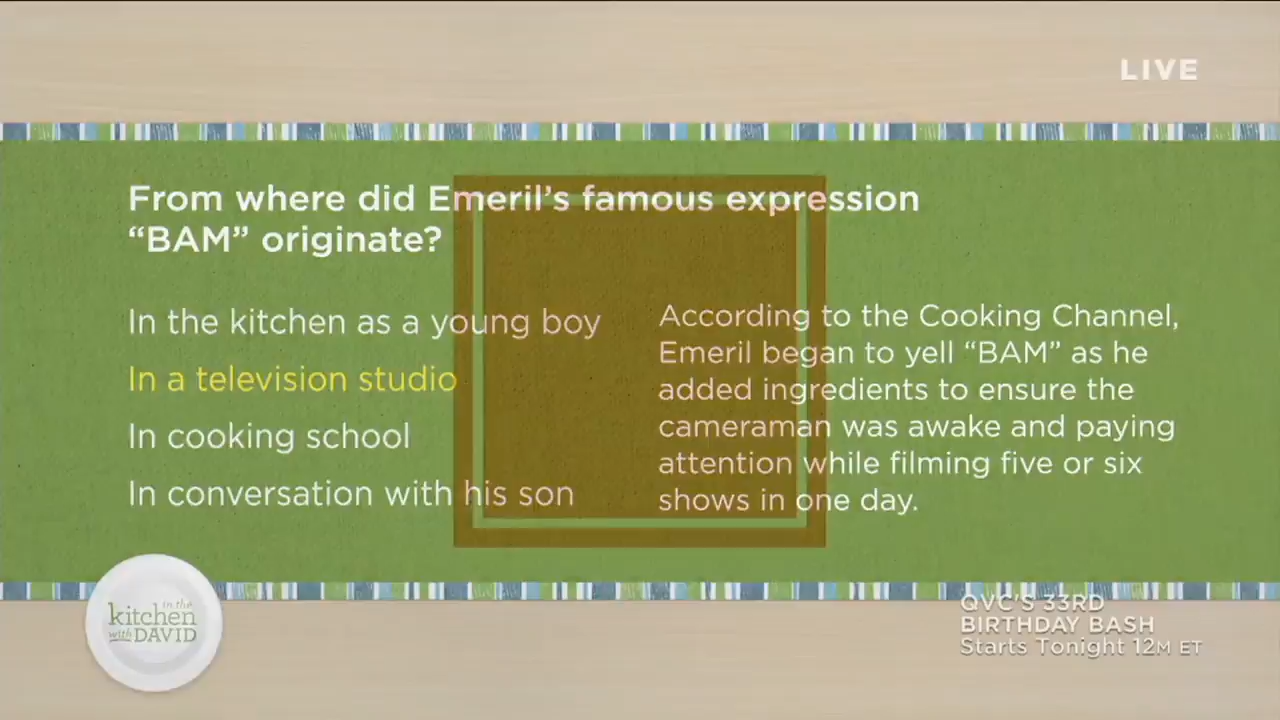 LIVE
From where did Emeril's famous expression
“BAM” originate?
In the kitchen as a young boy
In a television studio
In cooking school
In conversation with his son
According to the Cooking Channel,
Emeril began to yell “BAM” as he
added ingredients to ensure the
cameraman was awake and paying
attention while filming five or six
shows in one day.
in the
kitchen
with DAVID
QVC'S 33RD
BIRTHDAY BASH
Starts Tonight 12M ET